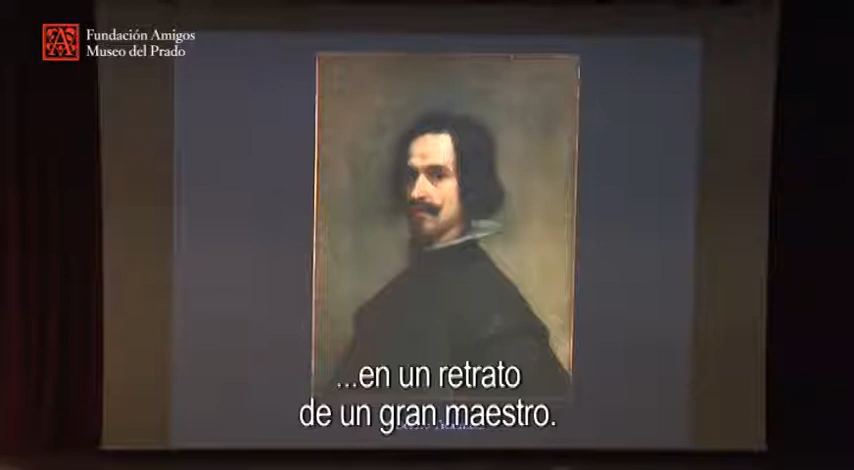 Fundación Amigos
Museo del Prado
...en un retrato
de un gran maestro.